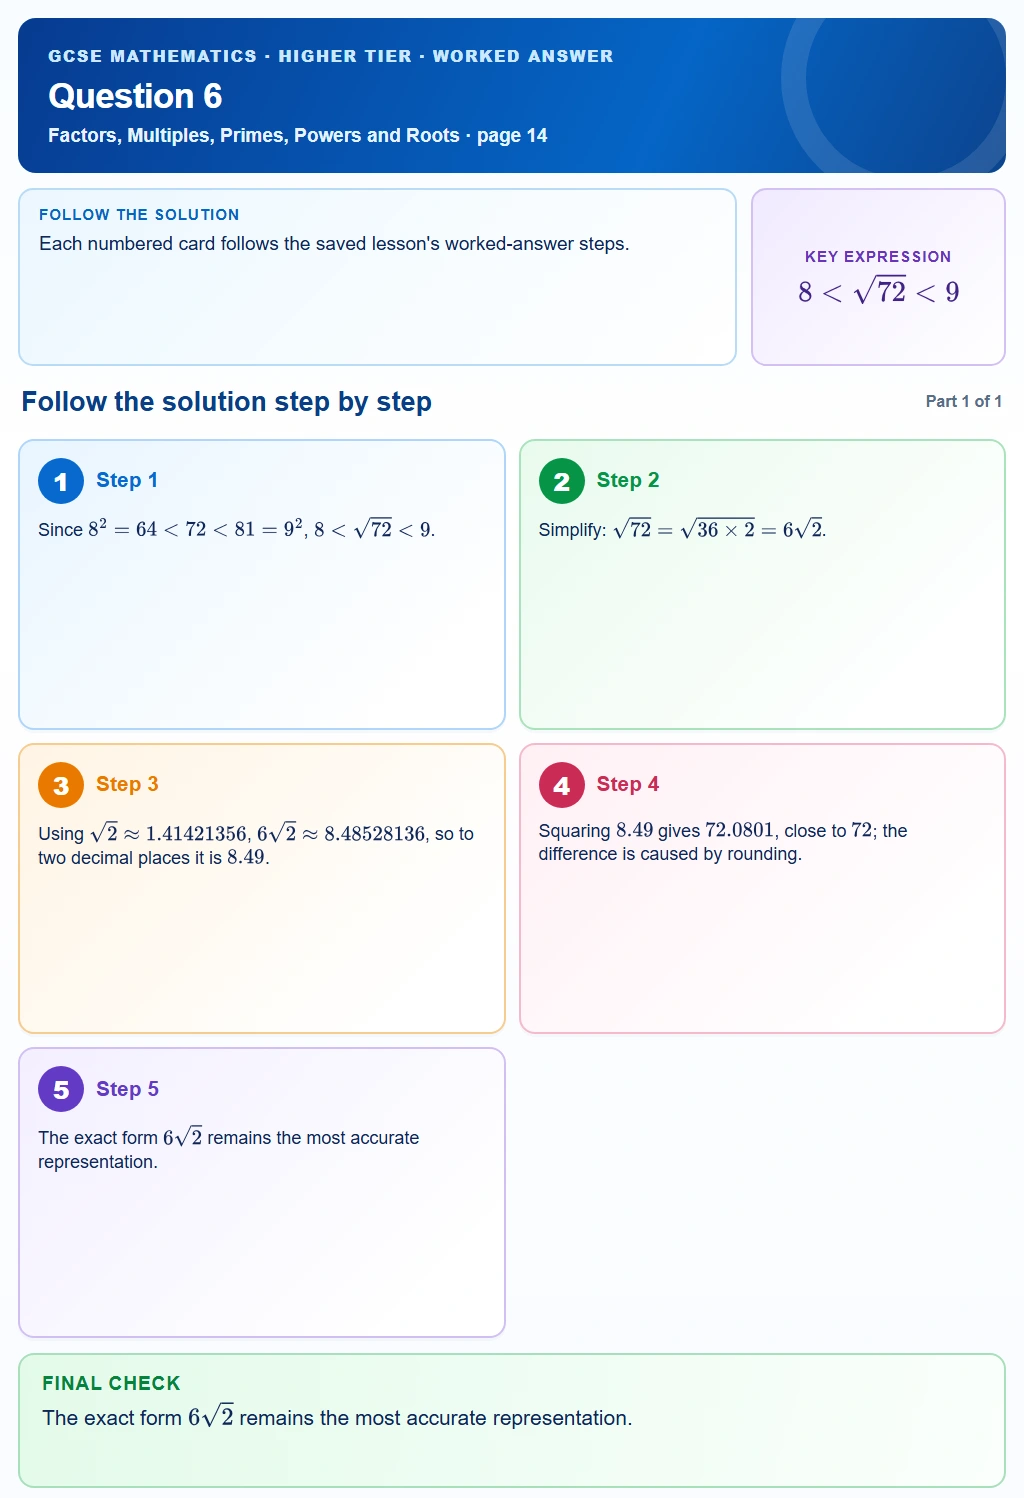 GCSE MATHEMATICS · HIGHER TIER · WORKED ANSWER
Question 6
Factors, Multiples, Primes, Powers and Roots · page 14
FOLLOW THE SOLUTION
Each numbered card follows the saved lesson's worked-answer steps.
KEY EXPRESSION
8 < √72 < 9
Follow the solution step by step
Part 1 of 1
1 Step 1
Since 8² = 64 < 72 < 81 = 9², 8 < √72 < 9.
2 Step 2
Simplify: √72 = √36 × 2 = 6√2.
3 Step 3
Using √2 ≈ 1.41421356, 6√2 ≈ 8.48528136, so to
two decimal places it is 8.49.
4 Step 4
Squaring 8.49 gives 72.0801, close to 72; the
difference is caused by rounding.
5 Step 5
The exact form 6√2 remains the most accurate
representation.
FINAL CHECK
The exact form 6√2 remains the most accurate representation.